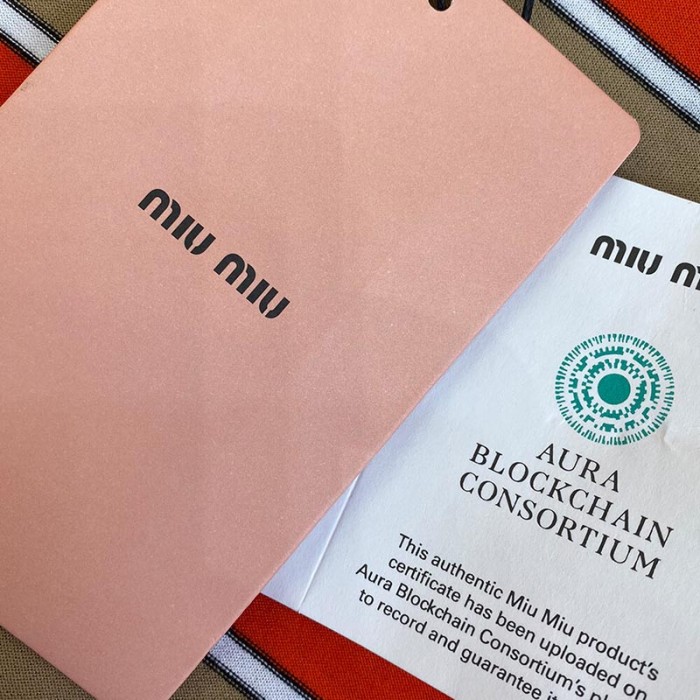 miu miu
miu
AURA
BLOCKCHAIN
CONSORTIUM
This authentic Miu Miu product's
certificate has been uploaded on
Aura Blockchain Consortium's
to record and guarantee